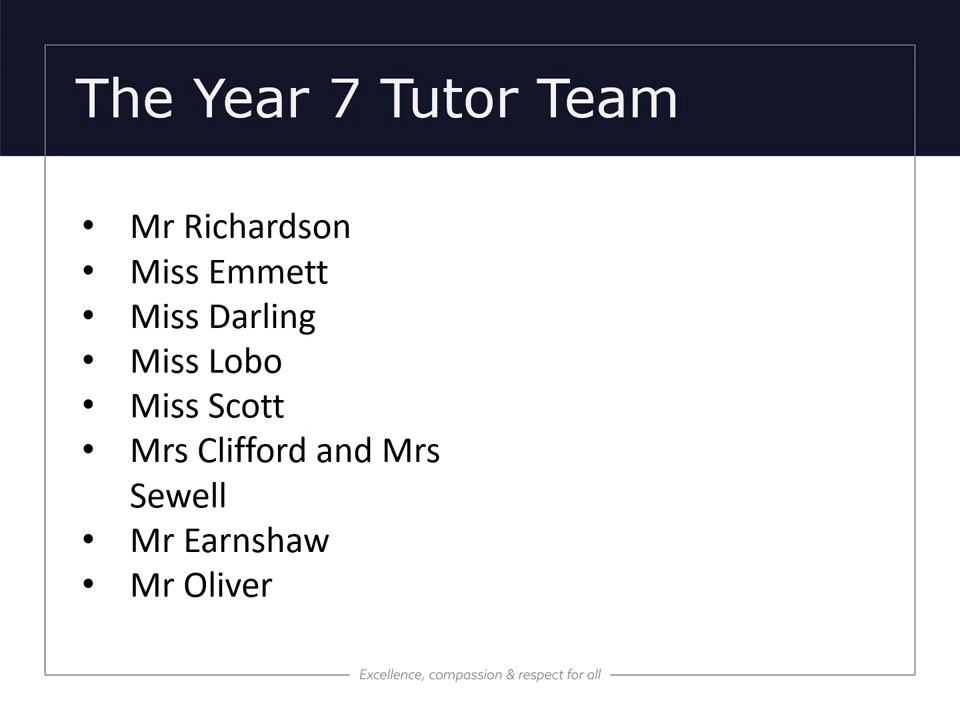 The Year 7 Tutor Team
• Mr Richardson
• Miss Emmett
• Miss Darling
• Miss Lobo
• Miss Scott
• Mrs Clifford and Mrs
Sewell
• Mr Earnshaw
• Mr Oliver
Excellence, compassion & respect for all